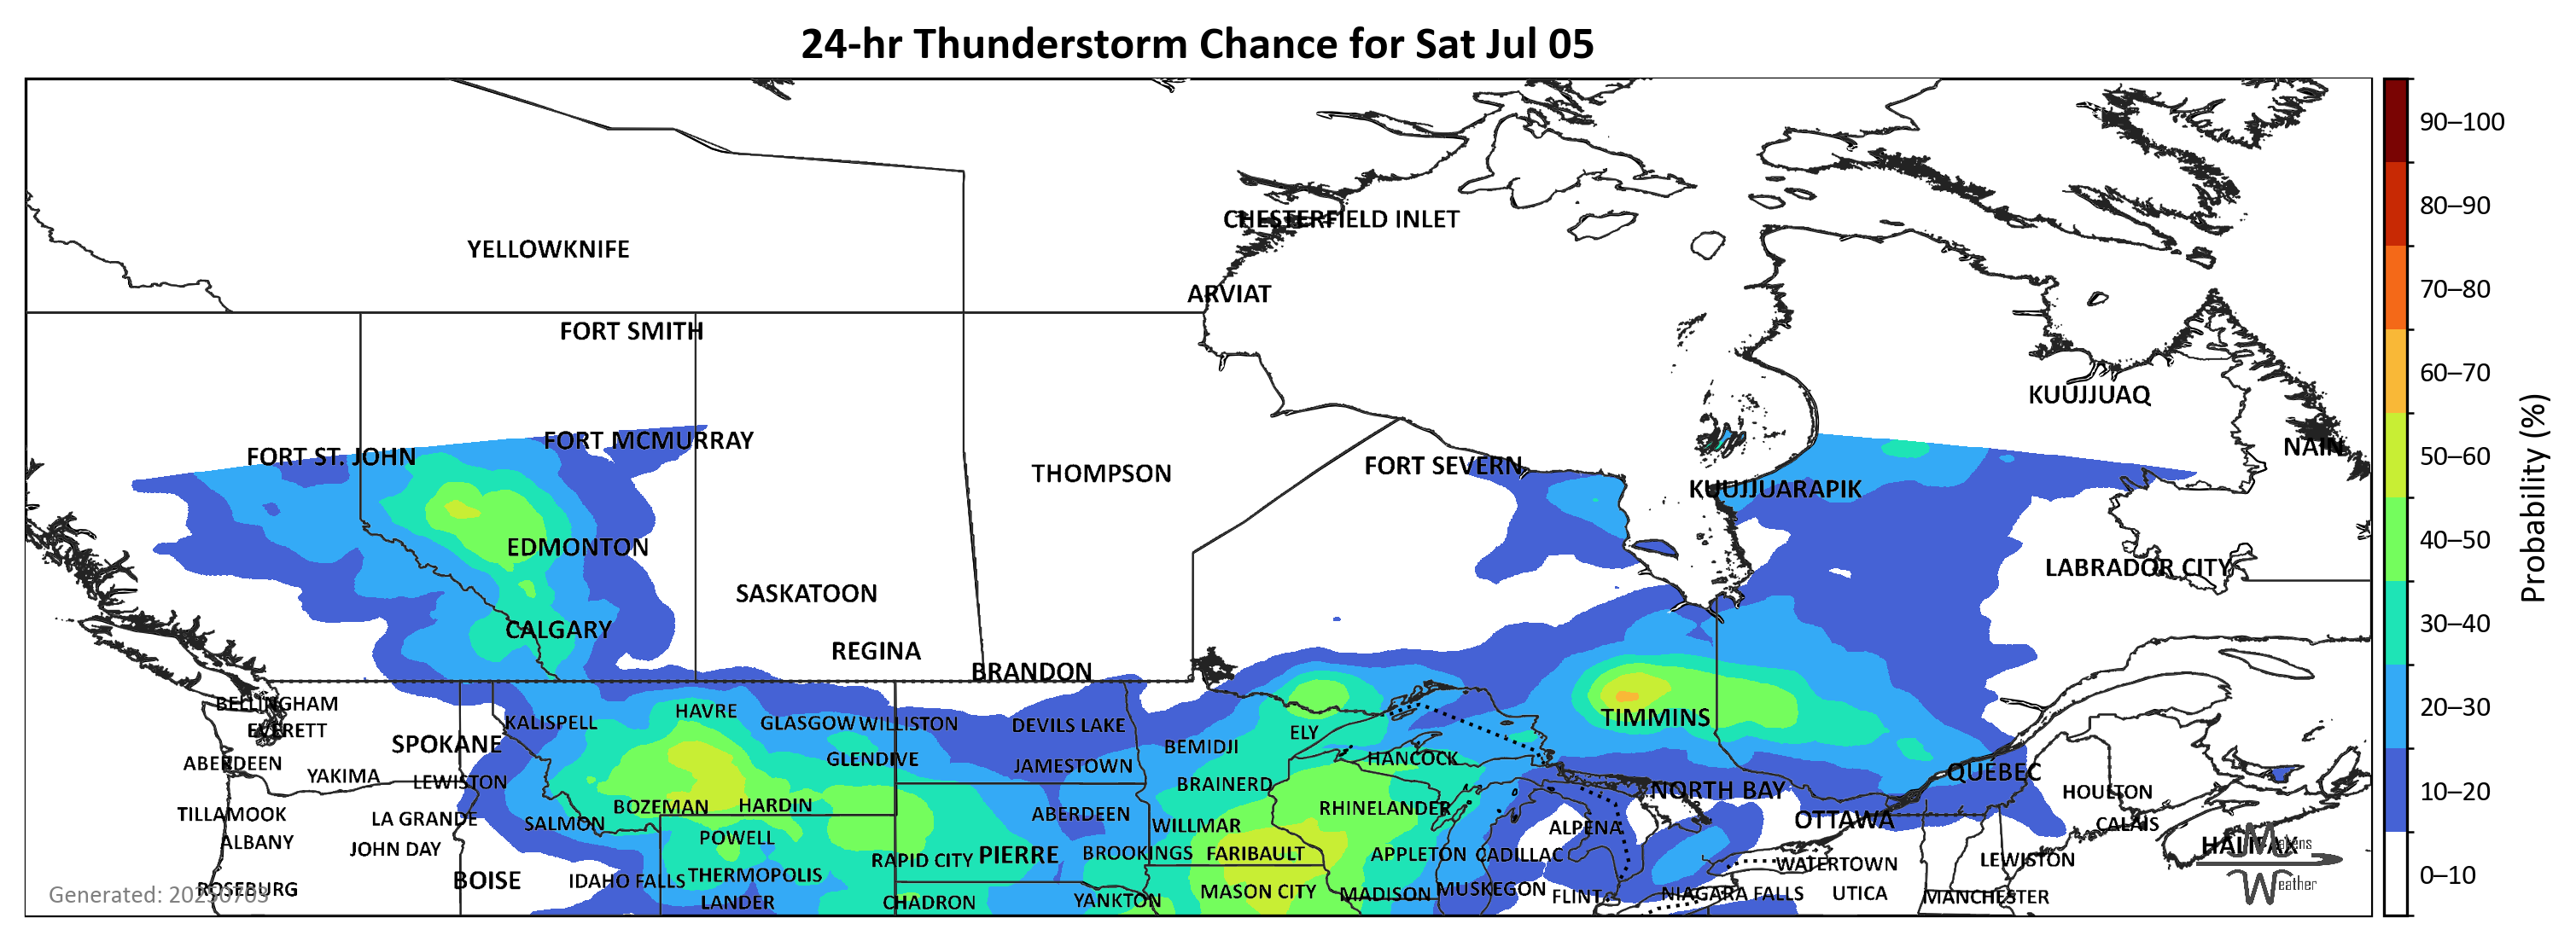 24-hr Thunderstorm Chance for Sat Jul 05
90–100
80–90
70–80
60–70
50–60
40–50
30–40
20–30
10–20
0–10
Probability (%)
CHESTERFIELD INLET
YELLOWKNIFE
ARVIAT
FORT SMITH
KUUJJUAQ
FORT MCMURRAY
NAIN
FORT ST. JOHN
FORT SEVERN
THOMPSON
KUUJJUARAPIK
EDMONTON
LABRADOR CITY
SASKATOON
CALGARY
REGINA
BRANDON
BELLINGHAM
HAVRE
TIMMINS
KALISPELL
GLASGOW
WILLISTON
DEVILS LAKE
EVERETT
ELY
SPOKANE
BEMIDJI
GLENDIVE
HANCOCK
ABERDEEN
JAMESTOWN
QUEBEC
YAKIMA
LEWISTON
BRAINERD
NORTH BAY
HOULTON
BOZEMAN
HARDIN
RHINELANDER
TILLAMOOK
LA GRANDE
ABERDEEN
OTTAWA
SALMON
WILLMAR
ALPENA
CALAIS
ALBANY
POWELL
HALIFAX
JOHN DAY
RAPID CITY
PIERRE
BROOKINGS
FARIBAULT
APPLETON
CADILLAC
LEWISTON
WATERTOWN
BOISE
IDAHO FALLS
THERMOPOLIS
ROSEBURG
MASON CITY
MADISON
MUSKEGON
NIAGARA FALLS
UTICA
FLINT
MANCHESTER
LANDER
CHADRON
YANKTON
Generated: 20250703
Weather